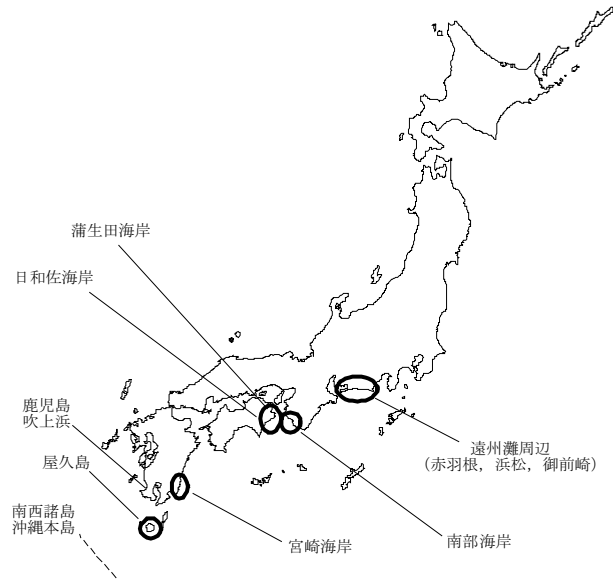 蒲生田海岸
日和佐海岸
鹿児島
吹上浜
屋久島
南西諸島
沖縄本島
宮崎海岸
南部海岸
遠州灘周辺
（赤羽根，浜松，御前崎）